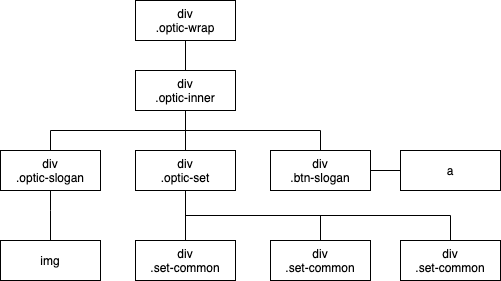 div
.optic-wrap
div
.optic-inner
div
.optic-slogan
div
.optic-set
div
.btn-slogan
a
img
div
.set-common
div
.set-common
div
.set-common